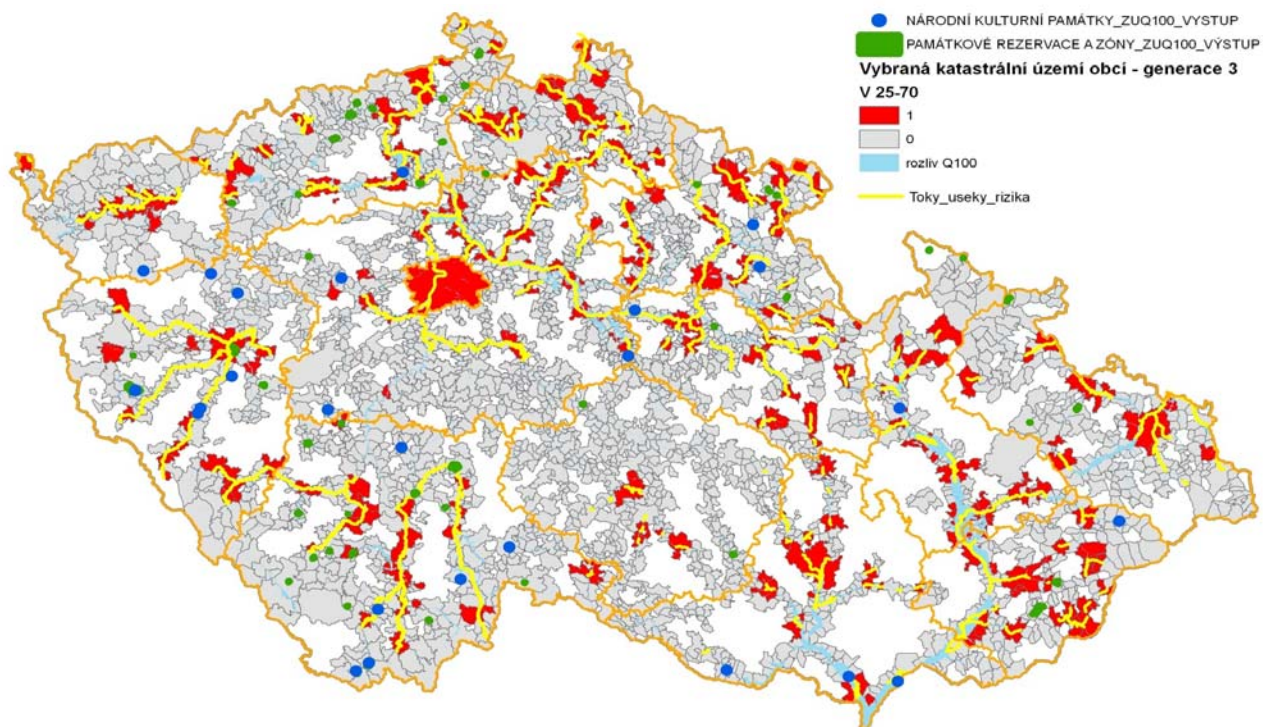 NÁRODNÍ KULTURNÍ PAMÁTKY_ZUQ100_VYSTUP
PAMÁTKOVÉ REZERVACE A ZÓNY_ZUQ100_VÝSTUP
Vybraná katastrální území obcí - generace 3
V 25-70
1
0
rozliv Q100
Toky_useky_rizika